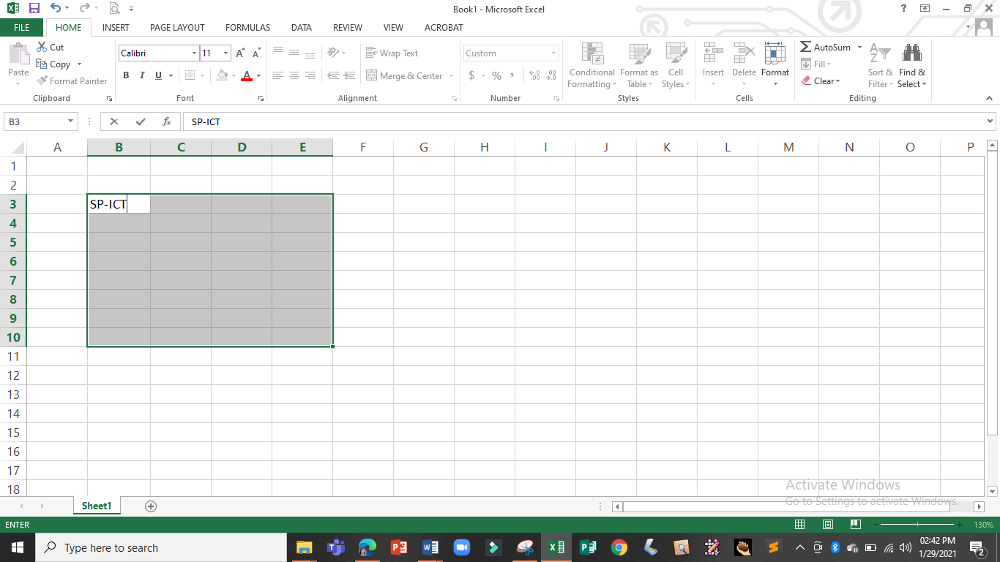 Book1 - Microsoft Excel
FILE HOME INSERT PAGE LAYOUT FORMULAS DATA REVIEW VIEW ACROBAT
Paste
Cut
Copy
Format Painter
Clipboard
Calibri 11
B I U
Font
Wrap Text
Merge & Center
Alignment
Custom
$ % ,
Number
Conditional Formatting
Format as Table
Cell Styles
Styles
Insert Delete Format
Cells
AutoSum
Fill
Clear
Sort & Filter
Find & Select
Editing
B3 fx SP-ICT
A B C D E F G H I J K L M N O P
1
2
3 SP-ICT
4
5
6
7
8
9
10
11
12
13
14
15
16
17
18
Activate Windows
Go to Settings to activate Windows.
Sheet1
ENTER 130%
Type here to search
02:42 PM
1/29/2021
2